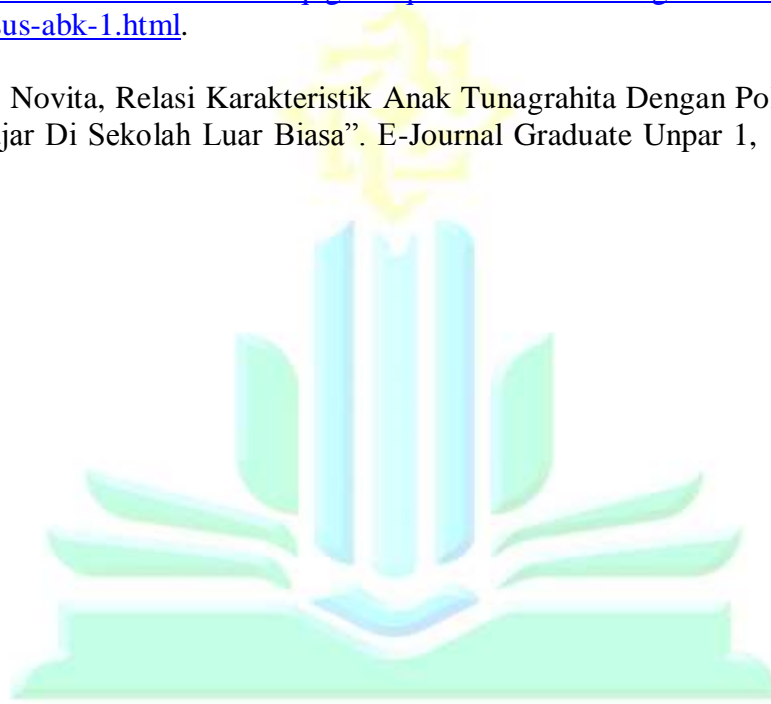 us-abk-1.html.
Novita, Relasi Karakteristik Anak Tunagrahita Dengan Po
jar Di Sekolah Luar Biasa”. E-Journal Graduate Unpar 1,